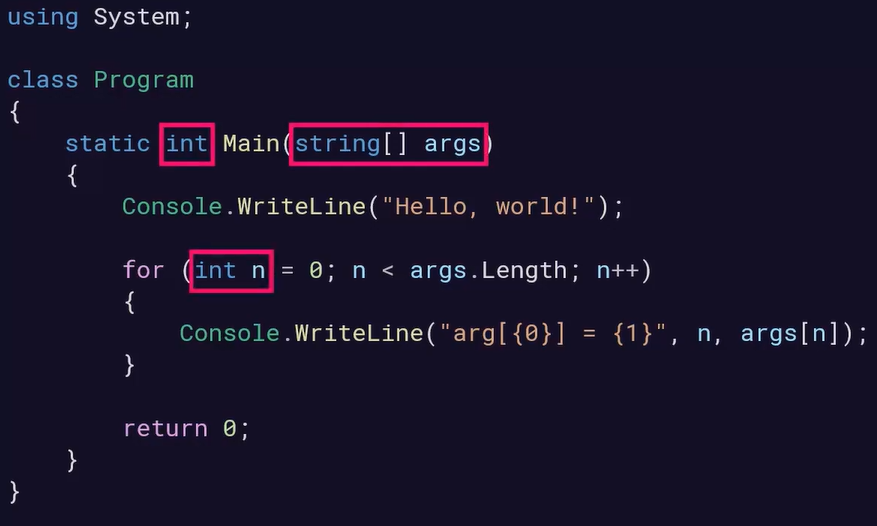 using System;
class Program
{
static int Main(string[] args)
{
Console.WriteLine("Hello, world!");
for (int n = 0; n < args.Length; n++)
{
Console.WriteLine("arg[{0}] = {1}", n, args[n]);
}
return 0;
}
}